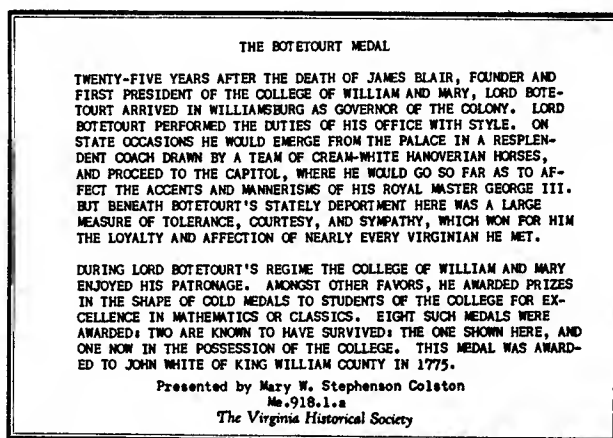 THE BOTETOURT MEDAL
TWENTY-FIVE YEARS AFTER THE DEATH OF JAMES BLAIR, FOUNDER AND
FIRST PRESIDENT OF THE COLLEGE OF WILLIAM AND MARY, LORD BOTE-
TOURT ARRIVED IN WILLIAMSBURG AS GOVERNOR OF THE COLONY. LORD
BOTETOURT PERFORMED THE DUTIES OF HIS OFFICE WITH STYLE. ON
STATE OCCASIONS HE WOULD EMERGE FROM THE PALACE IN A RESPLEN-
DENT COACH DRAWN BY A TEAM OF CREAM-WHITE HANOVERIAN HORSES,
AND PROCEED TO THE CAPITOL, WHERE HE WOULD GO SO FAR AS TO AF-
FECT THE ACCENTS AND MANNERISMS OF HIS ROYAL MASTER GEORGE III.
BUT BENEATH BOTETOURT'S STATELY DEPORTMENT HERE WAS A LARGE
MEASURE OF TOLERANCE, COURTESY, AND SYMPATHY, WHICH WON FOR HIM
THE LOYALTY AND AFFECTION OF NEARLY EVERY VIRGINIAN HE MET.
DURING LORD BOTETOURT'S REGIME THE COLLEGE OF WILLIAM AND MARY
ENJOYED HIS PATRONAGE. AMONGST OTHER FAVORS, HE AWARDED PRIZES
IN THE SHAPE OF GOLD MEDALS TO STUDENTS OF THE COLLEGE FOR EX-
CELLENCE IN MATHEMATICS OR CLASSICS. EIGHT SUCH MEDALS WERE
AWARDED: TWO ARE KNOWN TO HAVE SURVIVED: THE ONE SHOWN HERE, AND
ONE NOW IN THE POSSESSION OF THE COLLEGE. THIS MEDAL WAS AWARD-
ED TO JOHN WHITE OF KING WILLIAM COUNTY IN 1775.
Presented by Mary W. Stephenson Colston
Me.918.1.a
The Virginia Historical Society